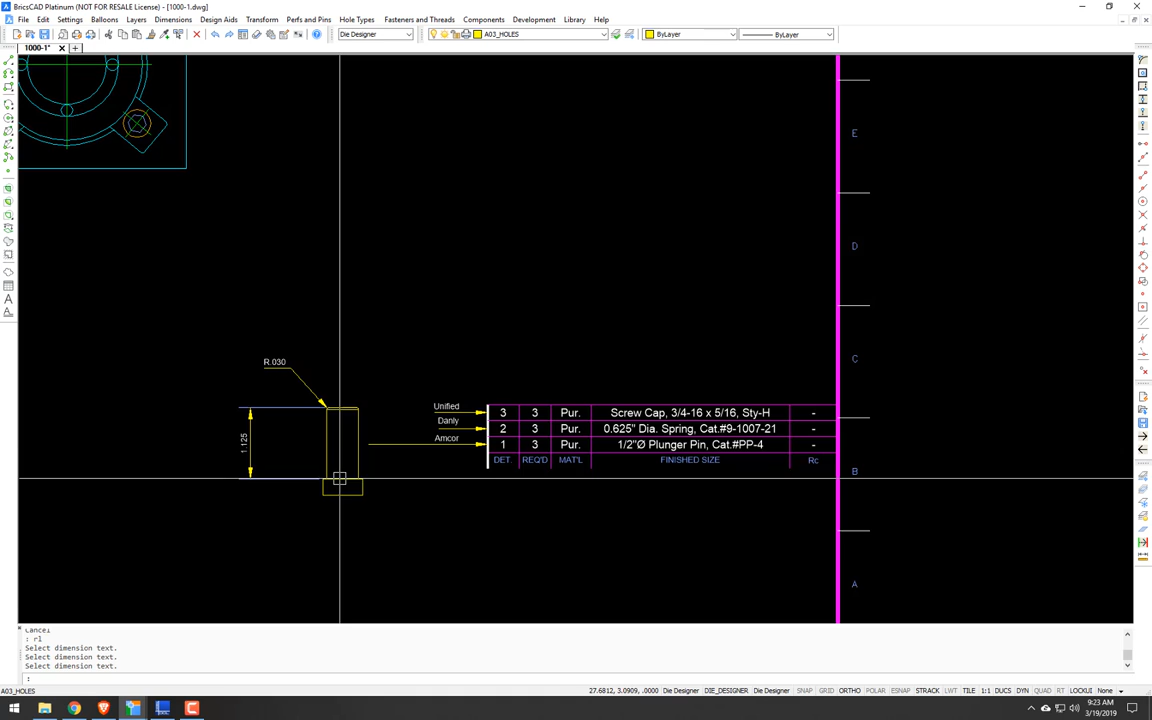 BricsCAD Platinum (NOT FOR RESALE License) - [1000-1.dwg]
File Edit Settings Balloons Layers Dimensions Design Aids Transform Perfs and Pins Hole Types Fasteners and Threads Components Development Library Help
Die Designer A03_HOLES ByLayer ByLayer
1000-1*
E
D
C
B
A
R.030
1.125
Unified
Danly
Amcor
3 3 Pur. Screw Cap, 3/4-16 x 5/16, Sty-H -
2 3 Pur. 0.625" Dia. Spring, Cat.#9-1007-21 -
1 3 Pur. 1/2"Ø Plunger Pin, Cat.#PP-4 -
DET. REQ'D MAT'L FINISHED SIZE Rc
Cancel
: rl
Select dimension text.
Select dimension text.
Select dimension text.
:
A03_HOLES 27.6812, 3.0909, .0000 Die Designer DIE_DESIGNER Die Designer SNAP GRID ORTHO POLAR ESNAP STRACK LWT TILE 1:1 DUCS DYN QUAD RT LOCKUI None
9:23 AM
3/19/2019